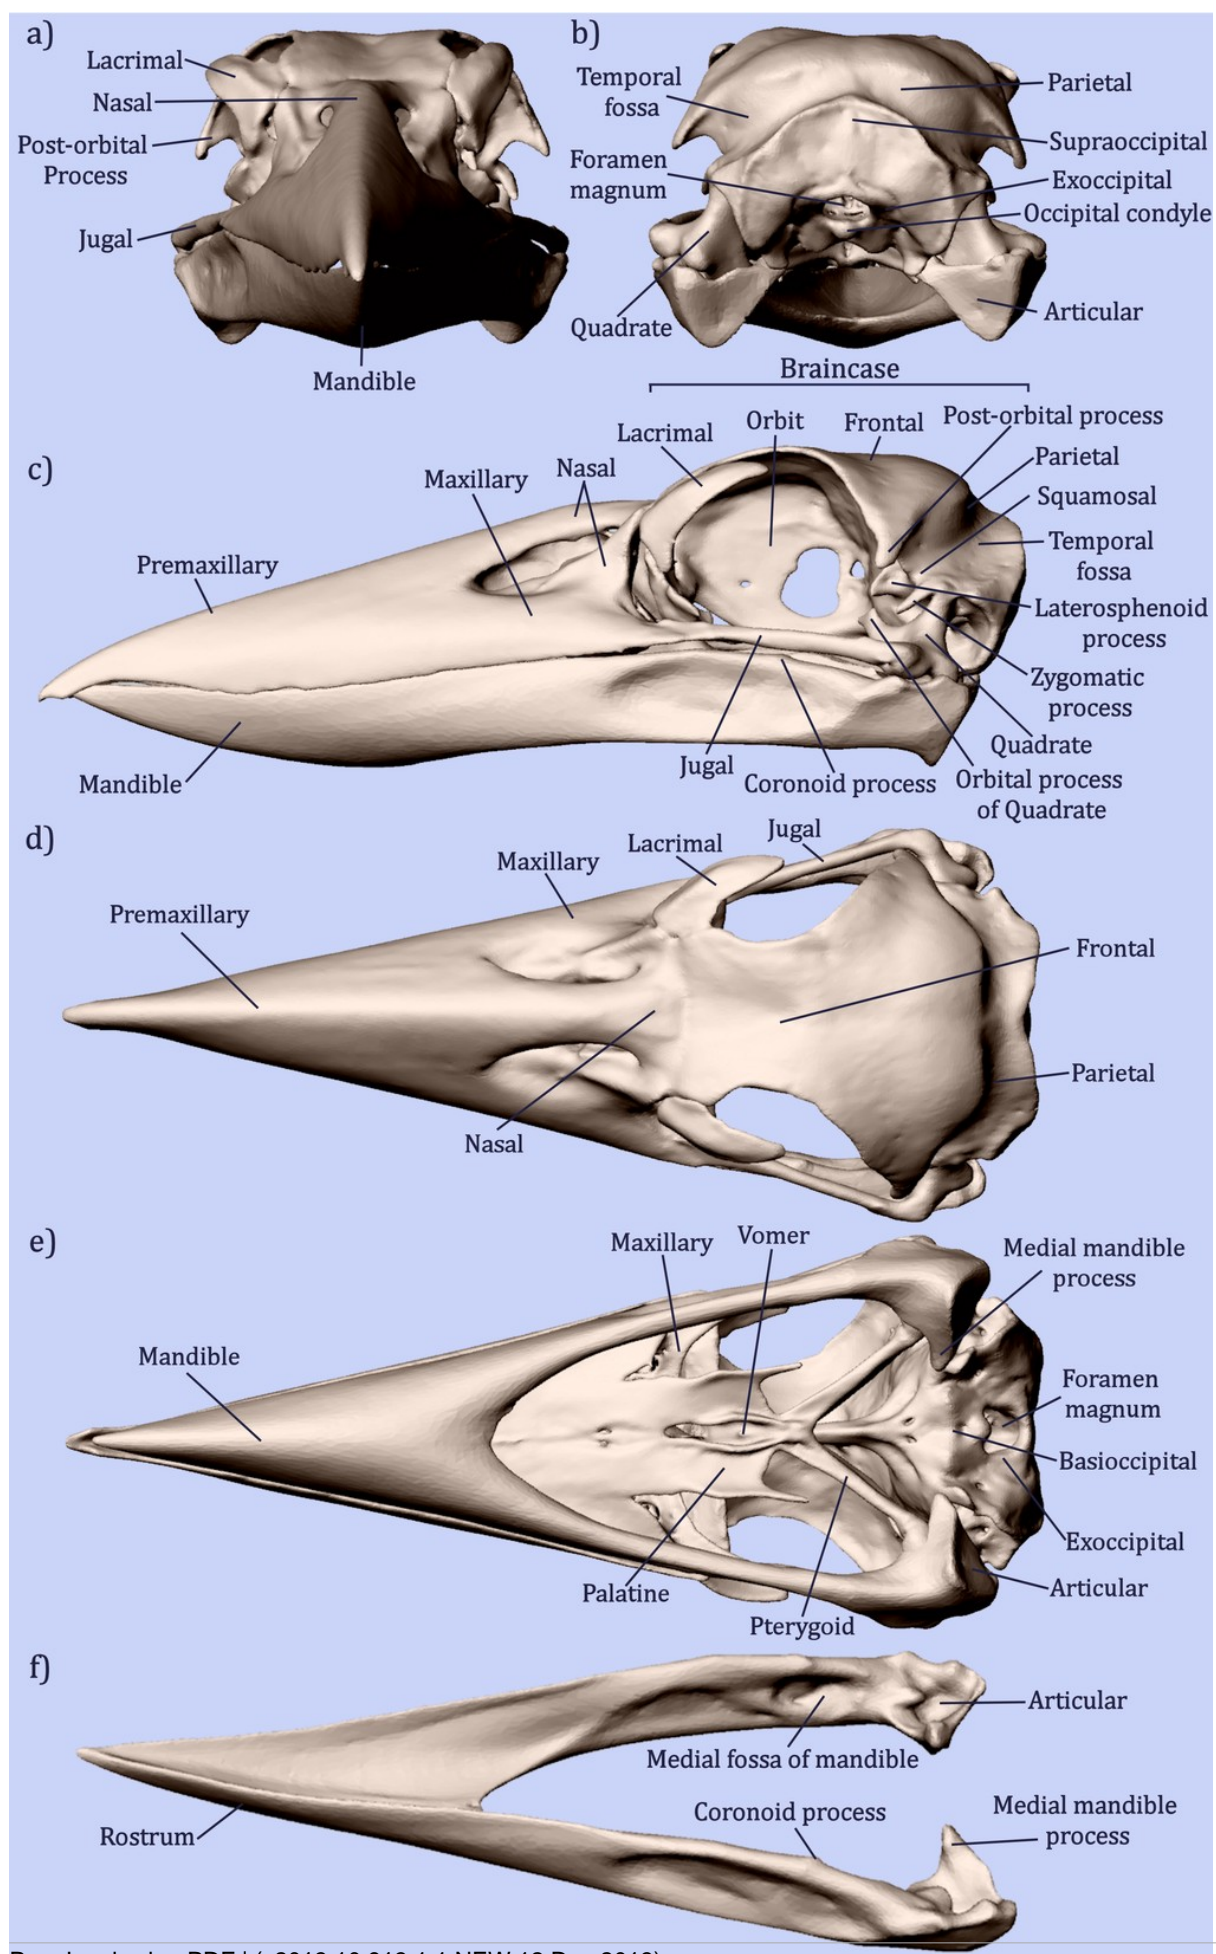 a)
Lacrimal
Nasal
Post-orbital
Process
Jugal
Mandible
b)
Temporal
fossa
Foramen
magnum
Quadrate
Parietal
Supraoccipital
Exoccipital
Occipital condyle
Articular
Braincase
c)
Premaxillary
Maxillary
Nasal
Lacrimal
Orbit
Frontal
Post-orbital process
Parietal
Squamosal
Temporal
fossa
Laterosphenoid
process
Zygomatic
process
Quadrate
Orbital process
of Quadrate
Coronoid process
Jugal
Mandible
d)
Premaxillary
Maxillary
Lacrimal
Jugal
Frontal
Parietal
Nasal
e)
Mandible
Maxillary
Vomer
Medial mandible
process
Foramen
magnum
Basioccipital
Exoccipital
Articular
Pterygoid
Palatine
f)
Articular
Medial fossa of mandible
Coronoid process
Medial mandible
process
Rostrum